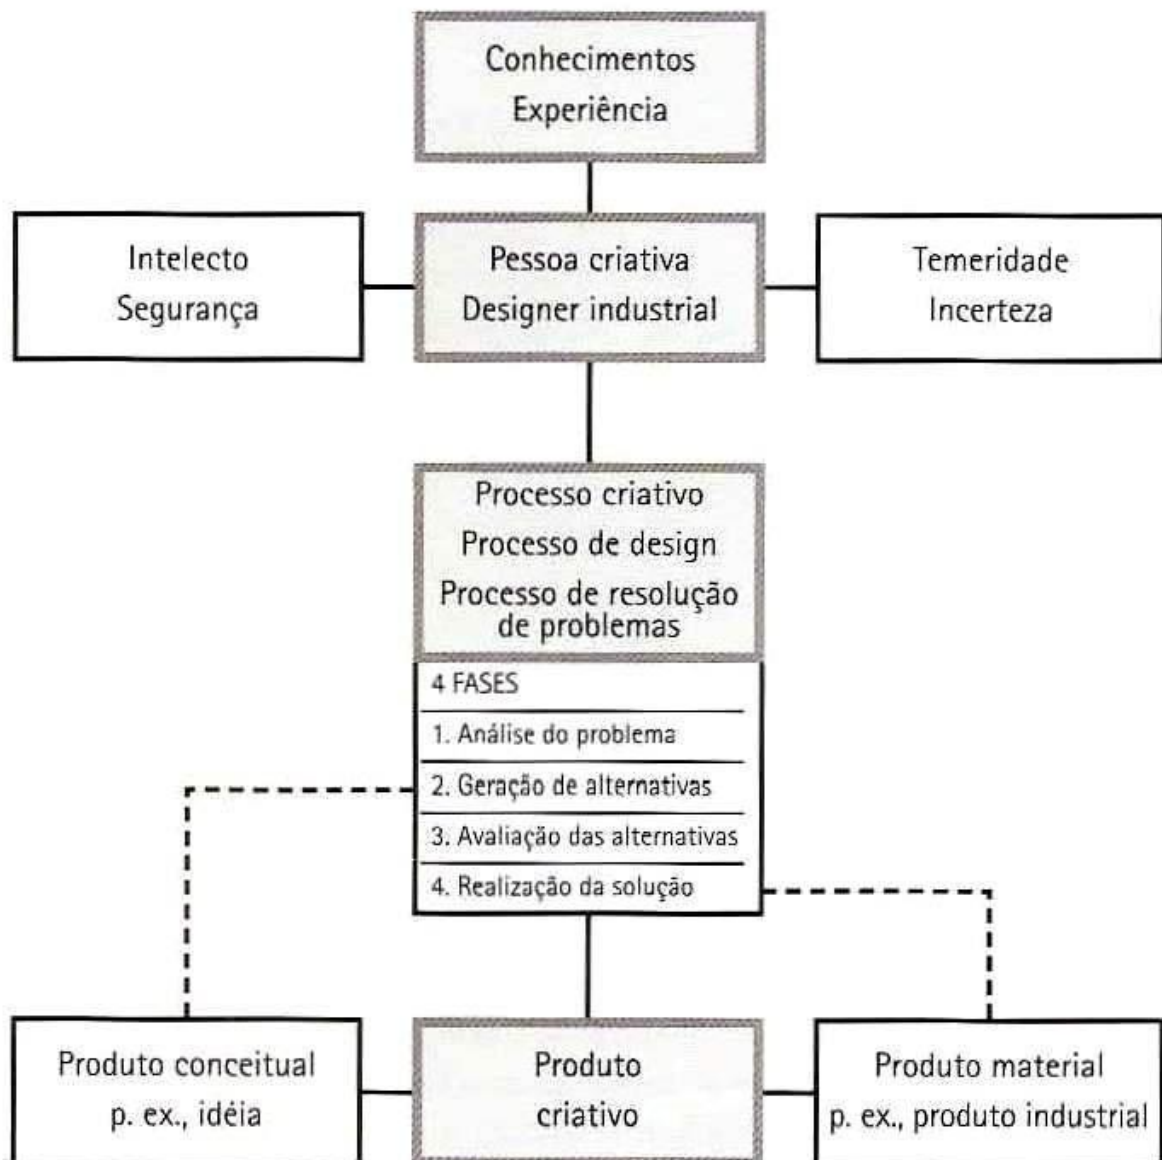 Conhecimentos
Experiência
Intelecto
Segurança
Pessoa criativa
Designer industrial
Temeridade
Incerteza
Processo criativo
Processo de design
Processo de resolução
de problemas
4 FASES
1. Análise do problema
2. Geração de alternativas
3. Avaliação das alternativas
4. Realização da solução
Produto conceitual
p. ex., idéia
Produto
criativo
Produto material
p. ex., produto industrial